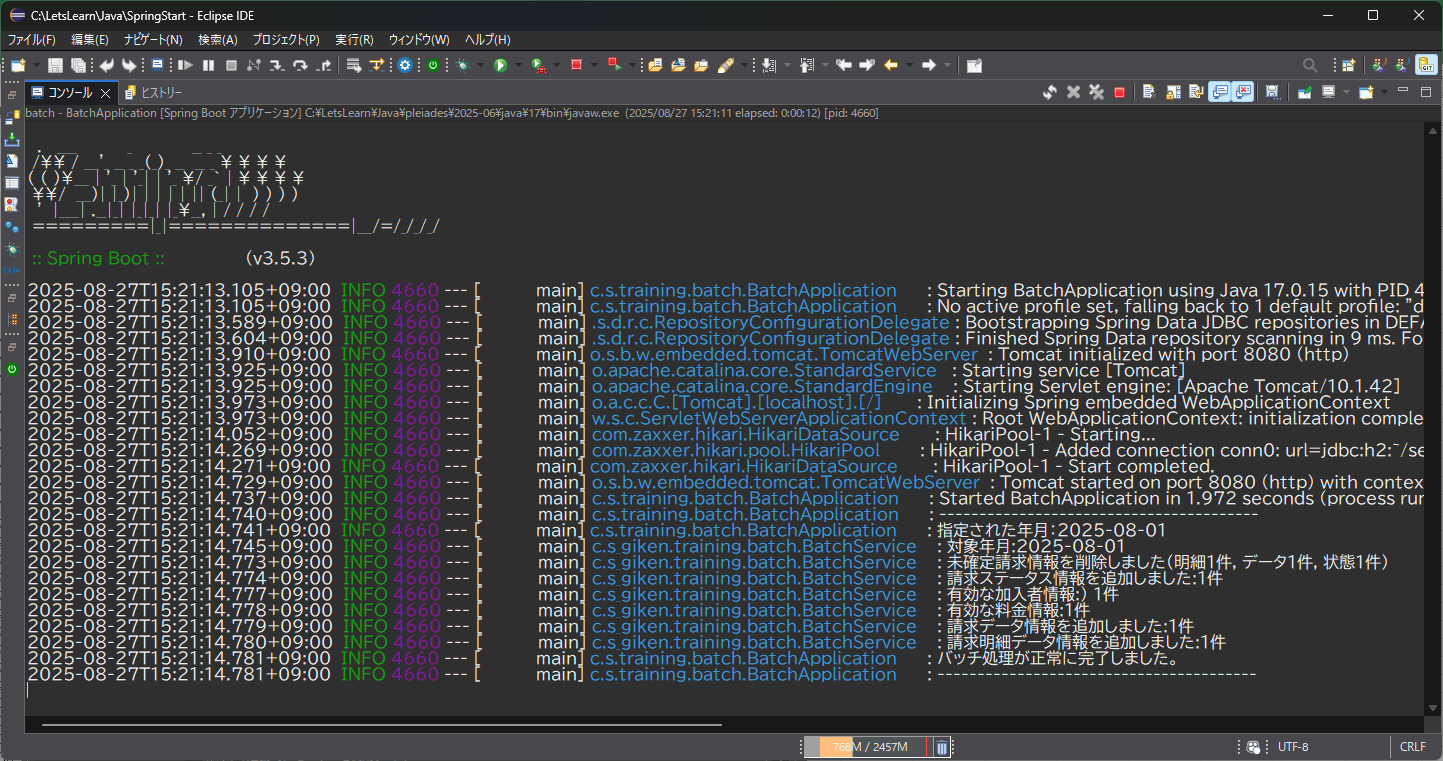 C:\LetsLearn\Java\SpringStart - Eclipse IDE
ファイル(F) 編集(E) ナビゲート(N) 検索(A) プロジェクト(P) 実行(R) ウィンドウ(W) ヘルプ(H)
コンソール ヒストリー
batch - BatchApplication [Spring Boot アプリケーション] C:¥LetsLearn¥Java¥pleiades¥2025-06¥java¥17¥bin¥javaw.exe (2025/08/27 15:21:11 elapsed: 0:00:12) [pid: 4660]
:: Spring Boot :: (v3.5.3)
2025-08-27T15:21:13.105+09:00 INFO 4660 --- [ main] c.s.training.batch.BatchApplication : Starting BatchApplication using Java 17.0.15 with PID 4
2025-08-27T15:21:13.105+09:00 INFO 4660 --- [ main] c.s.training.batch.BatchApplication : No active profile set, falling back to 1 default profile: "d
2025-08-27T15:21:13.589+09:00 INFO 4660 --- [ main] .s.d.r.c.RepositoryConfigurationDelegate : Bootstrapping Spring Data JDBC repositories in DEFA
2025-08-27T15:21:13.604+09:00 INFO 4660 --- [ main] .s.d.r.c.RepositoryConfigurationDelegate : Finished Spring Data repository scanning in 9 ms. Fo
2025-08-27T15:21:13.910+09:00 INFO 4660 --- [ main] o.s.b.w.embedded.tomcat.TomcatWebServer : Tomcat initialized with port 8080 (http)
2025-08-27T15:21:13.925+09:00 INFO 4660 --- [ main] o.apache.catalina.core.StandardService : Starting service [Tomcat]
2025-08-27T15:21:13.925+09:00 INFO 4660 --- [ main] o.apache.catalina.core.StandardEngine : Starting Servlet engine: [Apache Tomcat/10.1.42]
2025-08-27T15:21:13.973+09:00 INFO 4660 --- [ main] o.a.c.c.C.[Tomcat].[localhost].[/] : Initializing Spring embedded WebApplicationContext
2025-08-27T15:21:13.973+09:00 INFO 4660 --- [ main] w.s.c.ServletWebServerApplicationContext : Root WebApplicationContext: initialization comple
2025-08-27T15:21:14.052+09:00 INFO 4660 --- [ main] com.zaxxer.hikari.HikariDataSource : HikariPool-1 - Starting...
2025-08-27T15:21:14.269+09:00 INFO 4660 --- [ main] com.zaxxer.hikari.pool.HikariPool : HikariPool-1 - Added connection conn0: url=jdbc:h2:~/se
2025-08-27T15:21:14.271+09:00 INFO 4660 --- [ main] com.zaxxer.hikari.HikariDataSource : HikariPool-1 - Start completed.
2025-08-27T15:21:14.729+09:00 INFO 4660 --- [ main] o.s.b.w.embedded.tomcat.TomcatWebServer : Tomcat started on port 8080 (http) with contex
2025-08-27T15:21:14.737+09:00 INFO 4660 --- [ main] c.s.training.batch.BatchApplication : Started BatchApplication in 1.972 seconds (process run
2025-08-27T15:21:14.740+09:00 INFO 4660 --- [ main] c.s.training.batch.BatchApplication : ----------------------------------------
2025-08-27T15:21:14.741+09:00 INFO 4660 --- [ main] c.s.training.batch.BatchApplication : 指定された年月:2025-08-01
2025-08-27T15:21:14.745+09:00 INFO 4660 --- [ main] c.s_giken.training.batch.BatchService : 対象年月:2025-08-01
2025-08-27T15:21:14.773+09:00 INFO 4660 --- [ main] c.s_giken.training.batch.BatchService : 未確定請求情報を削除しました(明細1件, データ1件, 状態1件)
2025-08-27T15:21:14.774+09:00 INFO 4660 --- [ main] c.s_giken.training.batch.BatchService : 請求ステータス情報を追加しました:1件
2025-08-27T15:21:14.777+09:00 INFO 4660 --- [ main] c.s_giken.training.batch.BatchService : 有効な加入者情報:) 1件
2025-08-27T15:21:14.778+09:00 INFO 4660 --- [ main] c.s_giken.training.batch.BatchService : 有効な料金情報:1件
2025-08-27T15:21:14.779+09:00 INFO 4660 --- [ main] c.s_giken.training.batch.BatchService : 請求データ情報を追加しました:1件
2025-08-27T15:21:14.780+09:00 INFO 4660 --- [ main] c.s_giken.training.batch.BatchService : 請求明細データ情報を追加しました:1件
2025-08-27T15:21:14.781+09:00 INFO 4660 --- [ main] c.s.training.batch.BatchApplication : バッチ処理が正常に完了しました。
2025-08-27T15:21:14.781+09:00 INFO 4660 --- [ main] c.s.training.batch.BatchApplication : ----------------------------------------
768M / 2457M UTF-8 CRLF